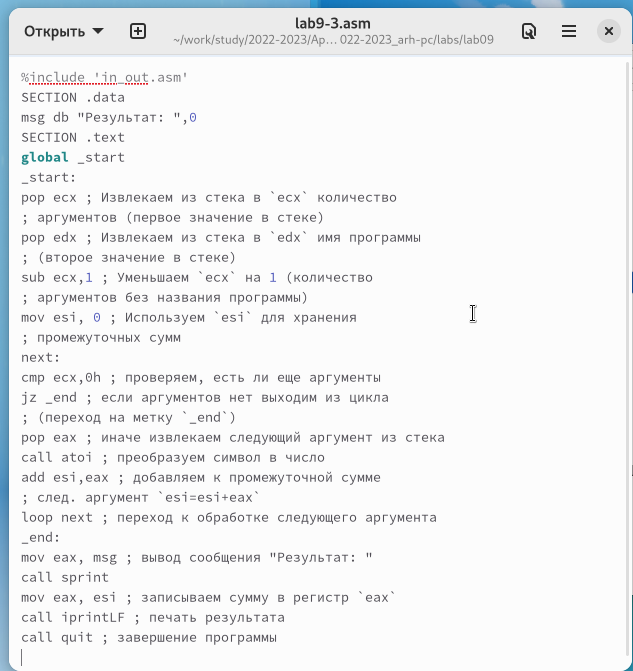 Открыть
lab9-3.asm
~/work/study/2022-2023/Ар... 022-2023_arh-pc/labs/lab09
%include 'in_out.asm'
SECTION .data
msg db "Результат: ",0
SECTION .text
global _start
_start:
pop ecx ; Извлекаем из стека в `ecx` количество
; аргументов (первое значение в стеке)
pop edx ; Извлекаем из стека в `edx` имя программы
; (второе значение в стеке)
sub ecx,1 ; Уменьшаем `ecx` на 1 (количество
; аргументов без названия программы)
mov esi, 0 ; Используем `esi` для хранения
; промежуточных сумм
next:
cmp ecx,0h ; проверяем, есть ли еще аргументы
jz _end ; если аргументов нет выходим из цикла
; (переход на метку `_end`)
pop eax ; иначе извлекаем следующий аргумент из стека
call atoi ; преобразуем символ в число
add esi,eax ; добавляем к промежуточной сумме
; след. аргумент `esi=esi+eax`
loop next ; переход к обработке следующего аргумента
_end:
mov eax, msg ; вывод сообщения "Результат: "
call sprint
mov eax, esi ; записываем сумму в регистр `eax`
call iprintLF ; печать результата
call quit ; завершение программы